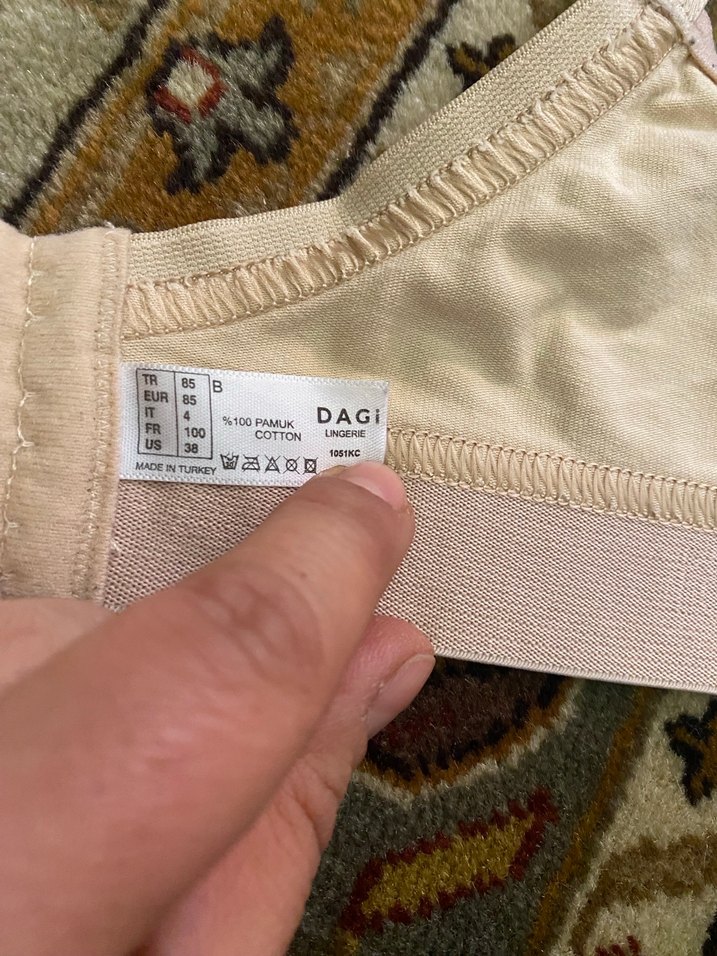 TR 85 B
EUR 85
IT 4
FR 100
US 38
%100 PAMUK
COTTON
DAGi
LINGERIE
1051KC
MADE IN TURKEY